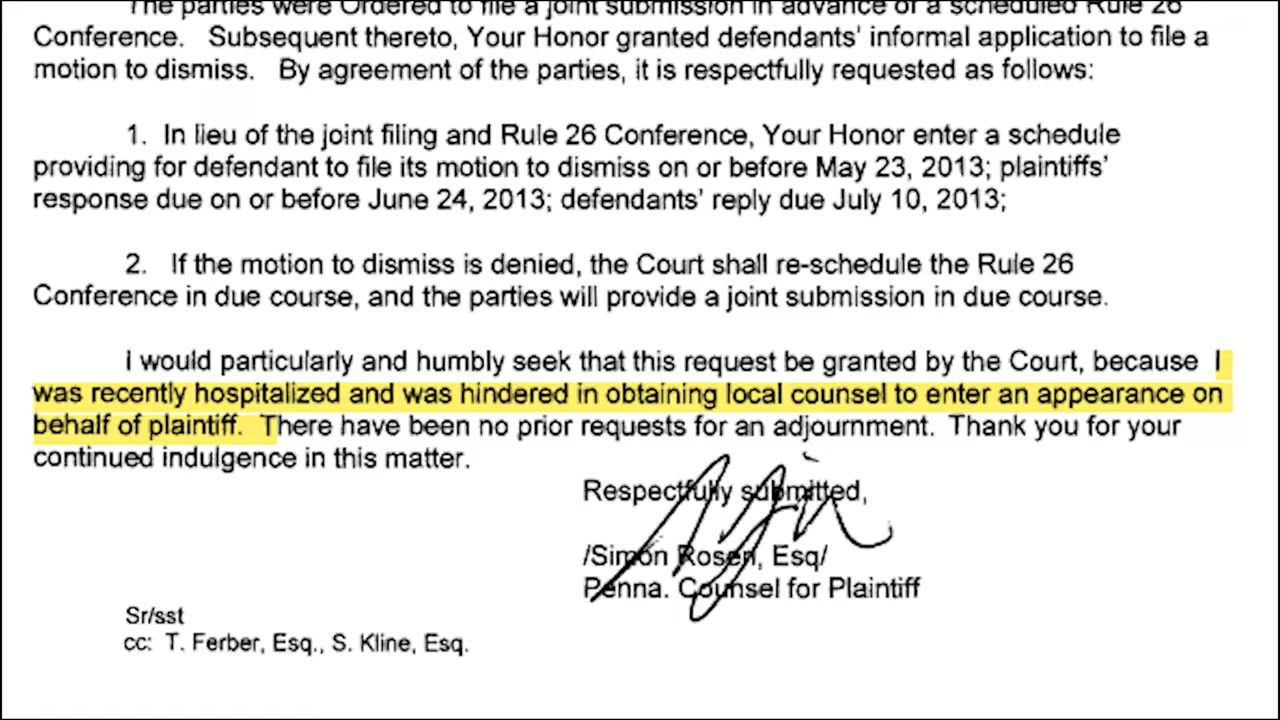 The parties were Ordered to file a joint submission in advance of a scheduled Rule 26
Conference. Subsequent thereto, Your Honor granted defendants' informal application to file a
motion to dismiss. By agreement of the parties, it is respectfully requested as follows:
1. In lieu of the joint filing and Rule 26 Conference, Your Honor enter a schedule
providing for defendant to file its motion to dismiss on or before May 23, 2013; plaintiffs'
response due on or before June 24, 2013; defendants' reply due July 10, 2013;
2. If the motion to dismiss is denied, the Court shall re-schedule the Rule 26
Conference in due course, and the parties will provide a joint submission in due course.
I would particularly and humbly seek that this request be granted by the Court, because I
was recently hospitalized and was hindered in obtaining local counsel to enter an appearance on
behalf of plaintiff. There have been no prior requests for an adjournment. Thank you for your
continued indulgence in this matter.
Respectfully submitted,
/Simon Rosen, Esq/
Penna. Counsel for Plaintiff
Sr/sst
cc: T. Ferber, Esq., S. Kline, Esq.